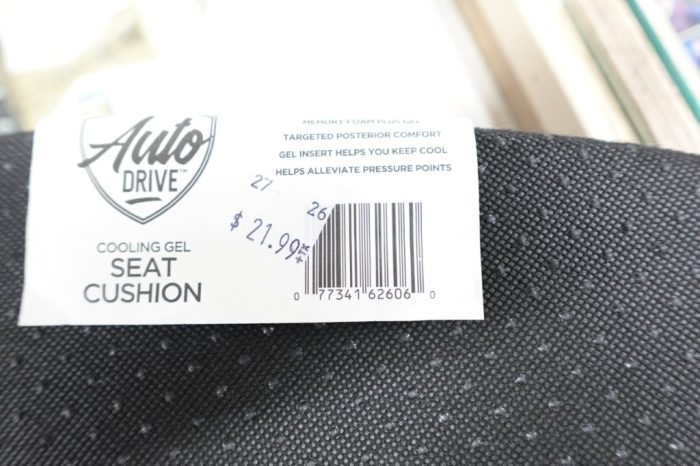 Auto
DRIVE™
COOLING GEL
SEAT
CUSHION
MEMORY FOAM PLUS GEL
TARGETED POSTERIOR COMFORT
GEL INSERT HELPS YOU KEEP COOL
HELPS ALLEVIATE PRESSURE POINTS
27
26
$ 21.99
0 77341 62606 0